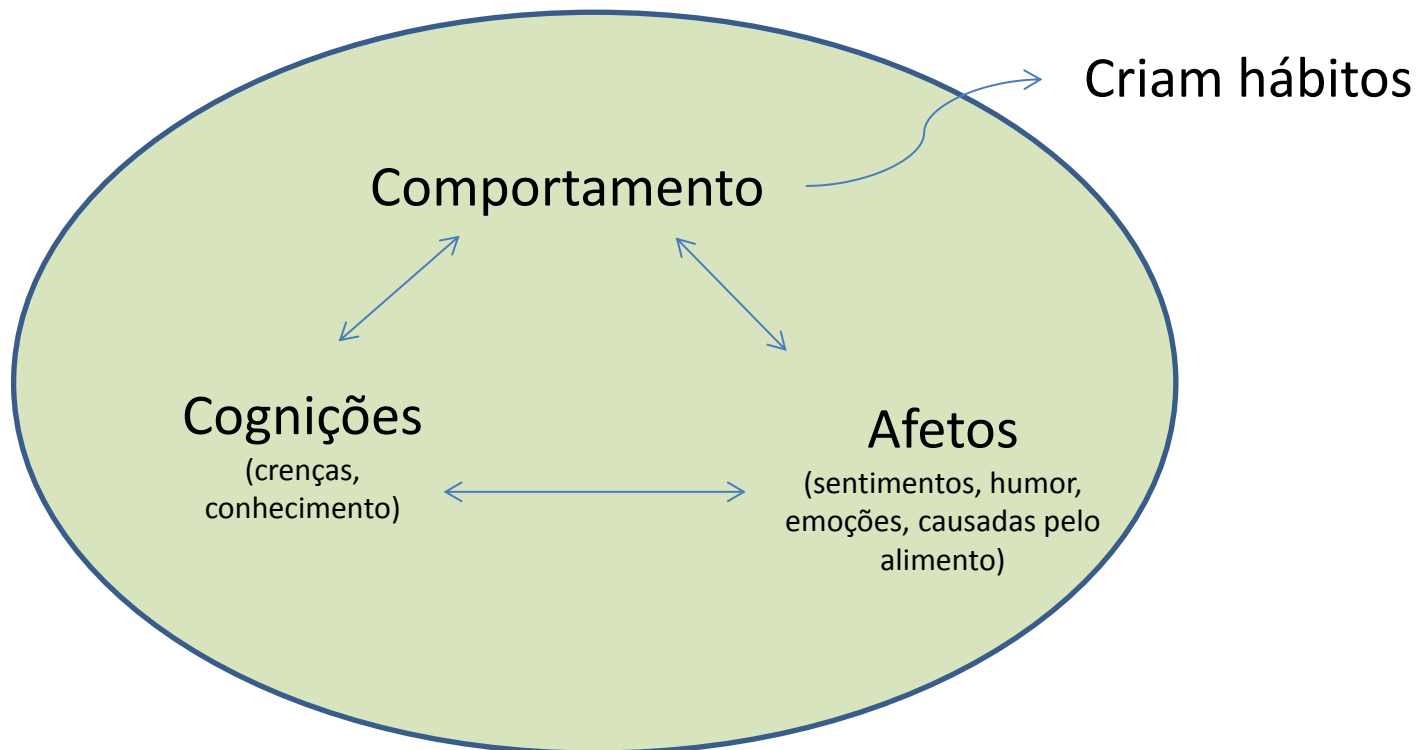 Criam hábitos
Comportamento
Cognições
(crenças,
conhecimento)
Afetos
(sentimentos, humor,
emoções, causadas pelo
alimento)